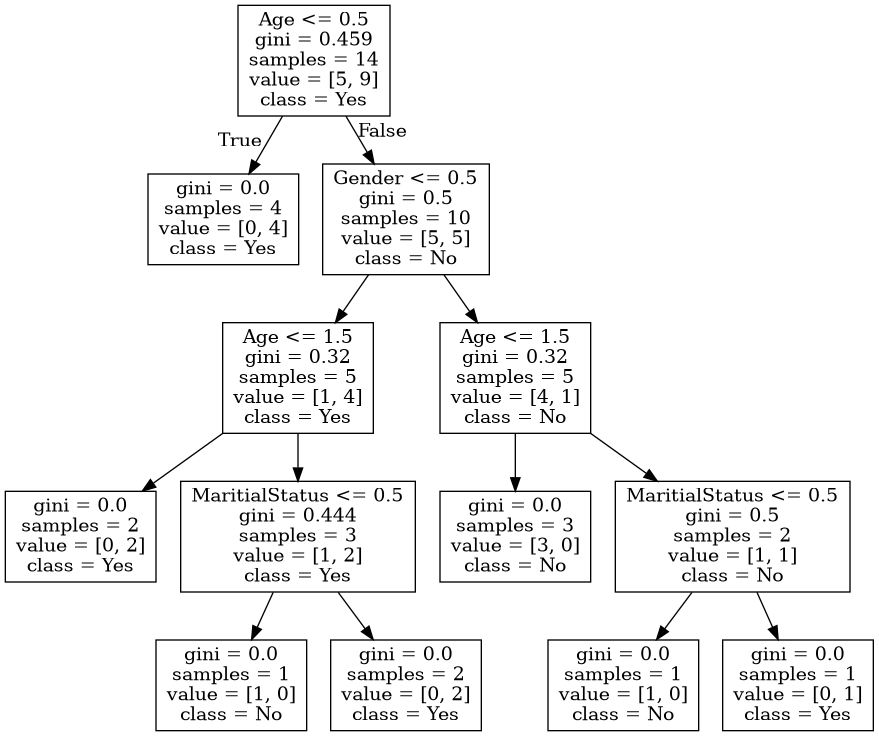 Age <= 0.5
gini = 0.459
samples = 14
value = [5, 9]
class = Yes
True
False
gini = 0.0
samples = 4
value = [0, 4]
class = Yes
Gender <= 0.5
gini = 0.5
samples = 10
value = [5, 5]
class = No
Age <= 1.5
gini = 0.32
samples = 5
value = [1, 4]
class = Yes
Age <= 1.5
gini = 0.32
samples = 5
value = [4, 1]
class = No
gini = 0.0
samples = 2
value = [0, 2]
class = Yes
MaritialStatus <= 0.5
gini = 0.444
samples = 3
value = [1, 2]
class = Yes
gini = 0.0
samples = 3
value = [3, 0]
class = No
MaritialStatus <= 0.5
gini = 0.5
samples = 2
value = [1, 1]
class = No
gini = 0.0
samples = 1
value = [1, 0]
class = No
gini = 0.0
samples = 2
value = [0, 2]
class = Yes
gini = 0.0
samples = 1
value = [1, 0]
class = No
gini = 0.0
samples = 1
value = [0, 1]
class = Yes